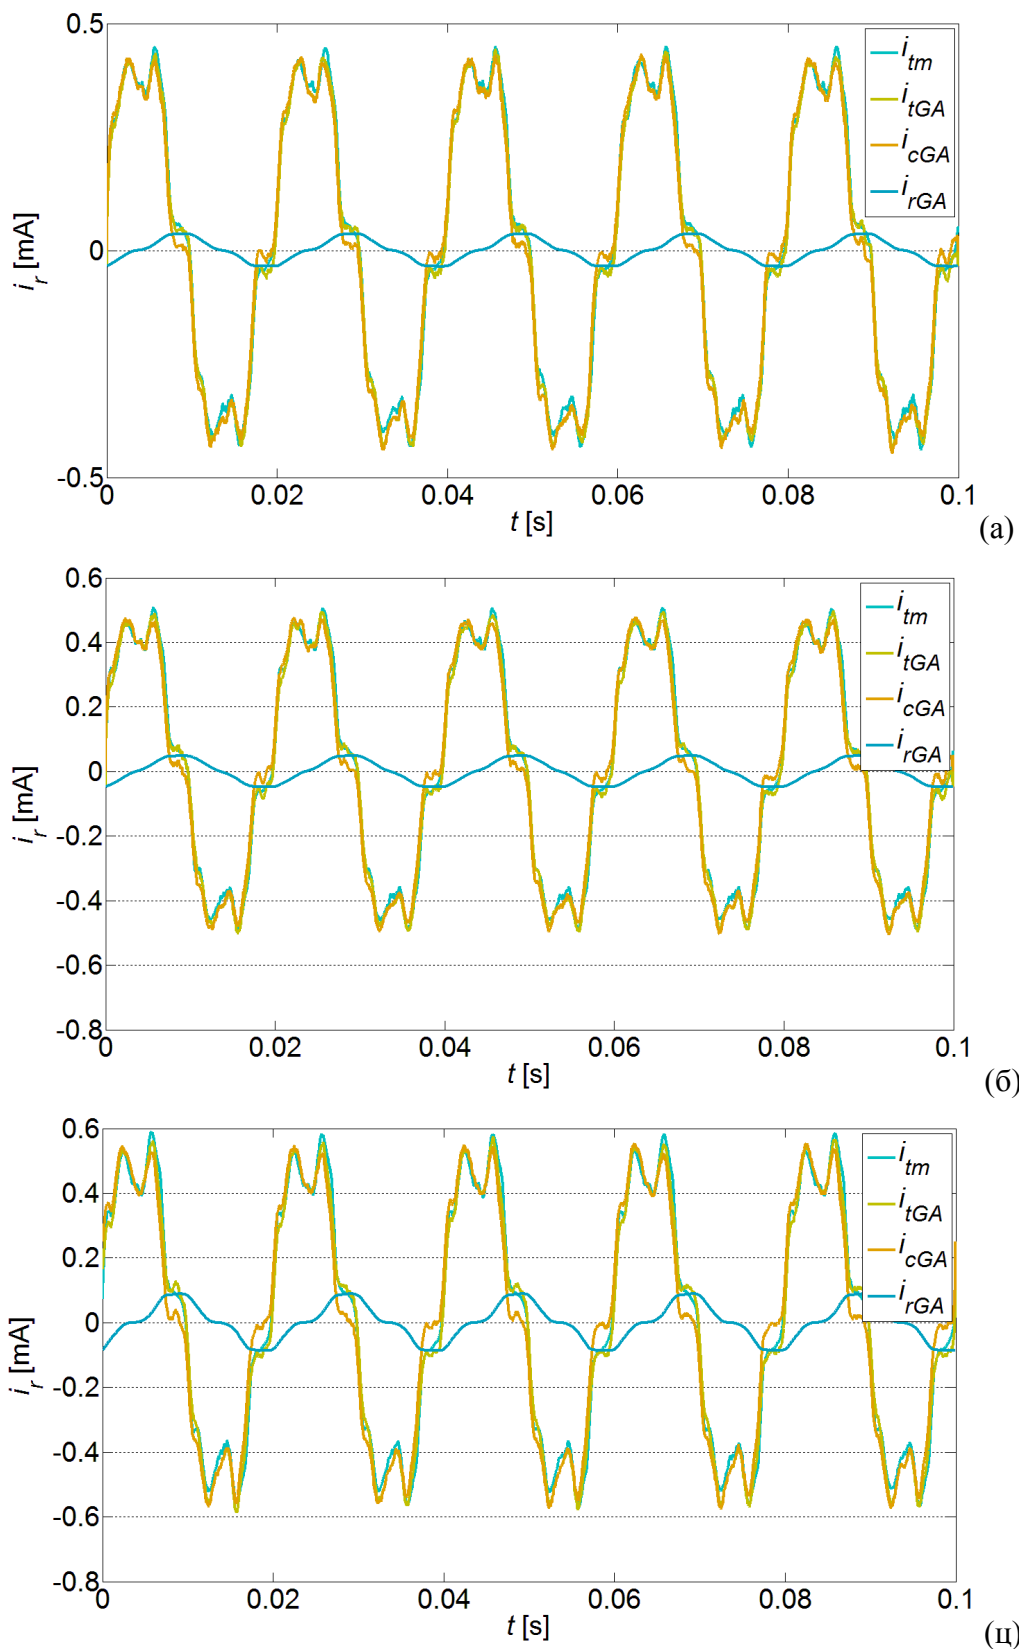 0.5
0
-0.5
i_r [mA]
i_tm
i_tGA
i_cGA
i_rGA
0 0.02 0.04 0.06 0.08 0.1
t [s]
(а)
0.6
0.4
0.2
0
-0.2
-0.4
-0.6
-0.8
i_r [mA]
i_tm
i_tGA
i_cGA
i_rGA
0 0.02 0.04 0.06 0.08 0.1
t [s]
(б)
0.6
0.4
0.2
0
-0.2
-0.4
-0.6
-0.8
i_r [mA]
i_tm
i_tGA
i_cGA
i_rGA
0 0.02 0.04 0.06 0.08 0.1
t [s]
(ц)